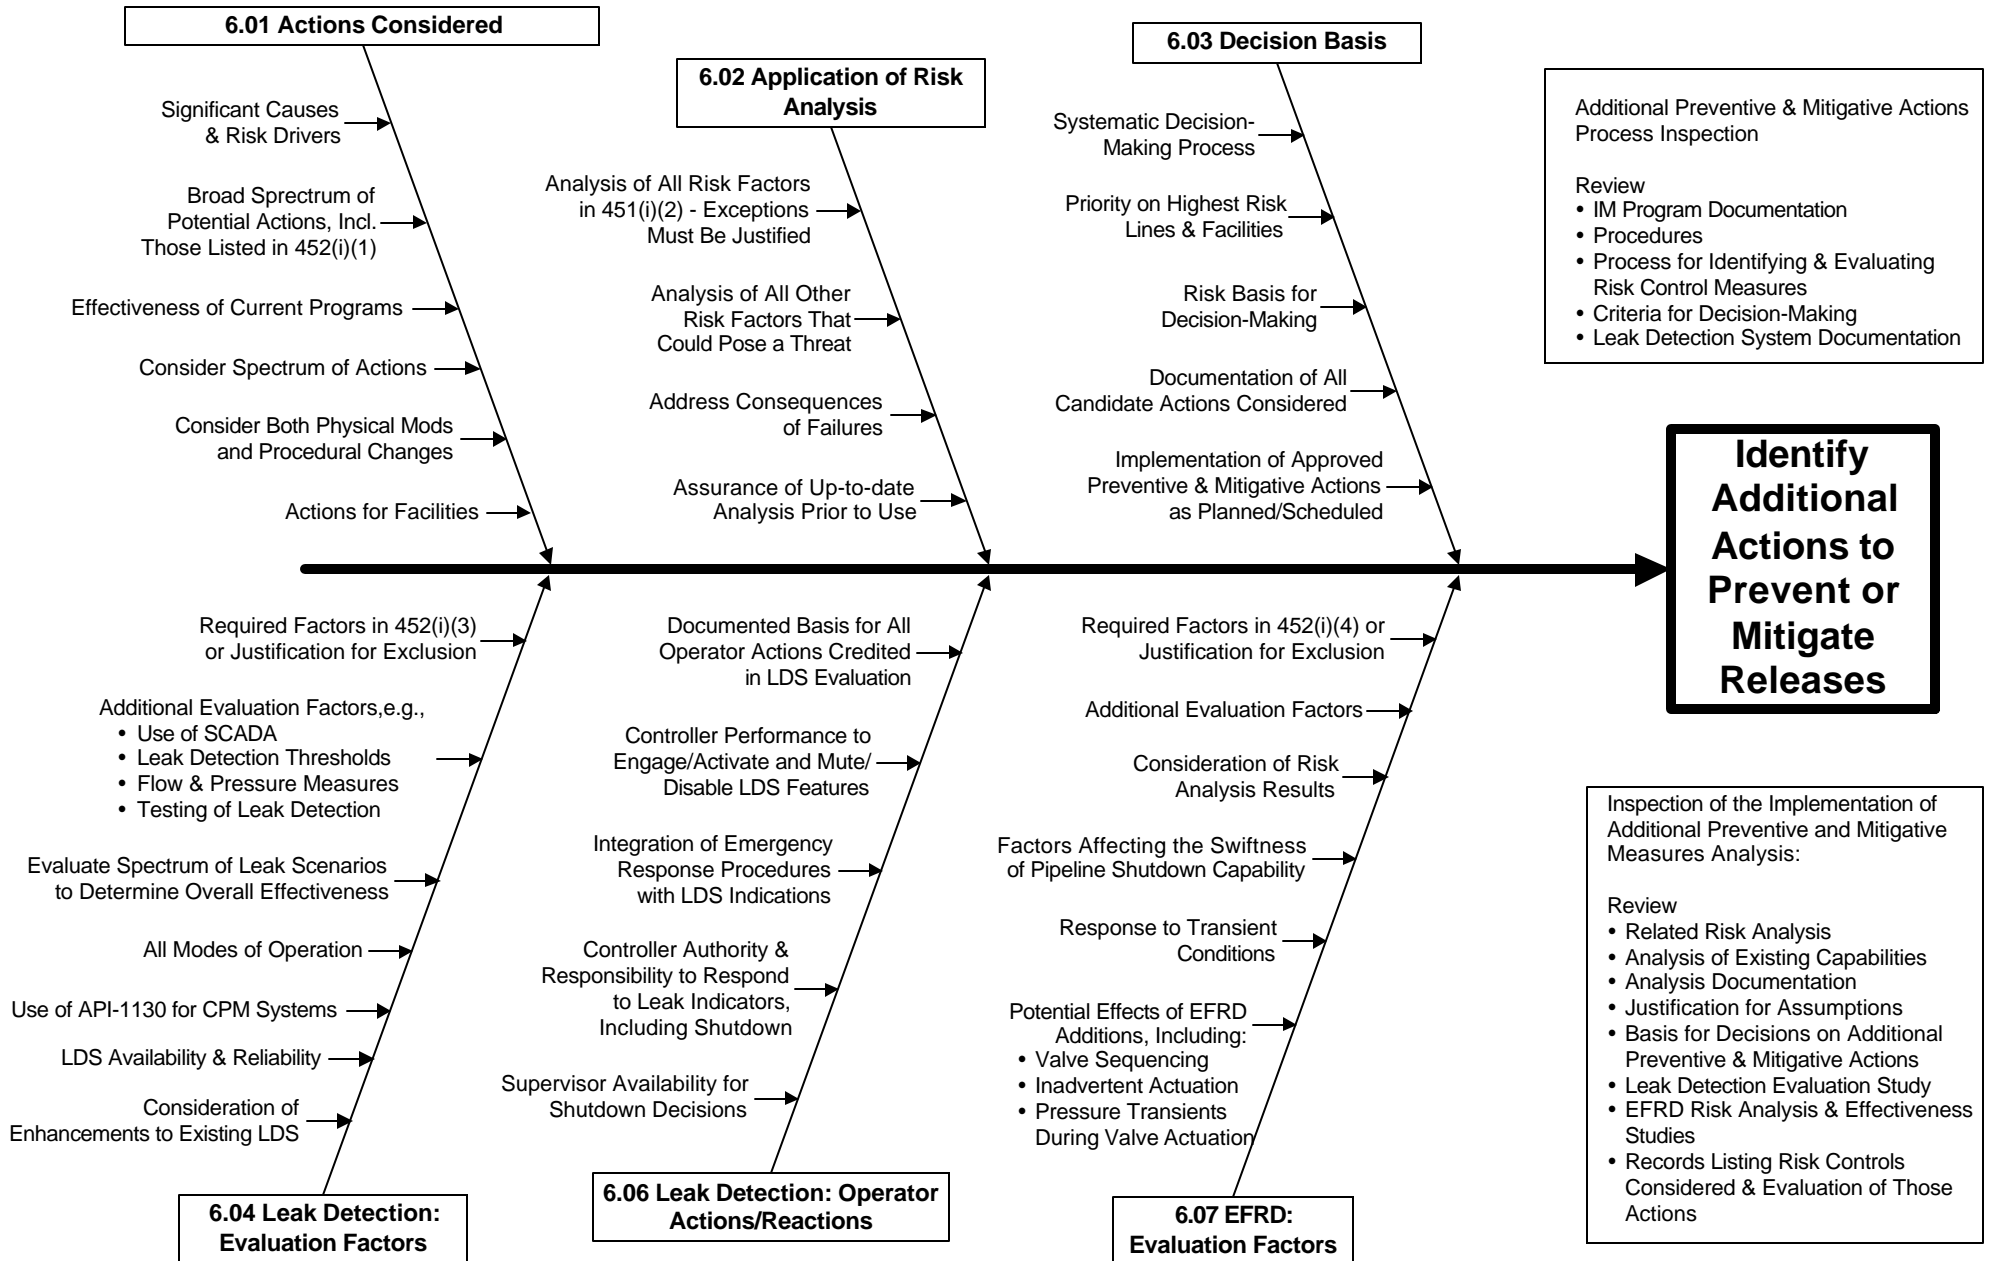 6.01 Actions Considered
Significant Causes
& Risk Drivers
Broad Sprectrum of
Potential Actions, Incl.
Those Listed in 452(i)(1)
Effectiveness of Current Programs
Consider Spectrum of Actions
Consider Both Physical Mods
and Procedural Changes
Actions for Facilities
6.02 Application of Risk
Analysis
Analysis of All Risk Factors
in 451(i)(2) - Exceptions
Must Be Justified
Analysis of All Other
Risk Factors That
Could Pose a Threat
Address Consequences
of Failures
Assurance of Up-to-date
Analysis Prior to Use
6.03 Decision Basis
Systematic Decision-
Making Process
Priority on Highest Risk
Lines & Facilities
Risk Basis for
Decision-Making
Documentation of All
Candidate Actions Considered
Implementation of Approved
Preventive & Mitigative Actions
as Planned/Scheduled
Additional Preventive & Mitigative Actions
Process Inspection
Review
• IM Program Documentation
• Procedures
• Process for Identifying & Evaluating
Risk Control Measures
• Criteria for Decision-Making
• Leak Detection System Documentation
Identify
Additional
Actions to
Prevent or
Mitigate
Releases
Required Factors in 452(i)(3)
or Justification for Exclusion
Additional Evaluation Factors,e.g.,
• Use of SCADA
• Leak Detection Thresholds
• Flow & Pressure Measures
• Testing of Leak Detection
Evaluate Spectrum of Leak Scenarios
to Determine Overall Effectiveness
All Modes of Operation
Use of API-1130 for CPM Systems
LDS Availability & Reliability
Consideration of
Enhancements to Existing LDS
6.04 Leak Detection:
Evaluation Factors
Documented Basis for All
Operator Actions Credited
in LDS Evaluation
Controller Performance to
Engage/Activate and Mute/
Disable LDS Features
Integration of Emergency
Response Procedures
with LDS Indications
Controller Authority &
Responsibility to Respond
to Leak Indicators,
Including Shutdown
Supervisor Availability for
Shutdown Decisions
6.06 Leak Detection: Operator
Actions/Reactions
Required Factors in 452(i)(4) or
Justification for Exclusion
Additional Evaluation Factors
Consideration of Risk
Analysis Results
Factors Affecting the Swiftness
of Pipeline Shutdown Capability
Response to Transient
Conditions
Potential Effects of EFRD
Additions, Including:
• Valve Sequencing
• Inadvertent Actuation
• Pressure Transients
During Valve Actuation
6.07 EFRD:
Evaluation Factors
Inspection of the Implementation of
Additional Preventive and Mitigative
Measures Analysis:
Review
• Related Risk Analysis
• Analysis of Existing Capabilities
• Analysis Documentation
• Justification for Assumptions
• Basis for Decisions on Additional
Preventive & Mitigative Actions
• Leak Detection Evaluation Study
• EFRD Risk Analysis & Effectiveness
Studies
• Records Listing Risk Controls
Considered & Evaluation of Those
Actions